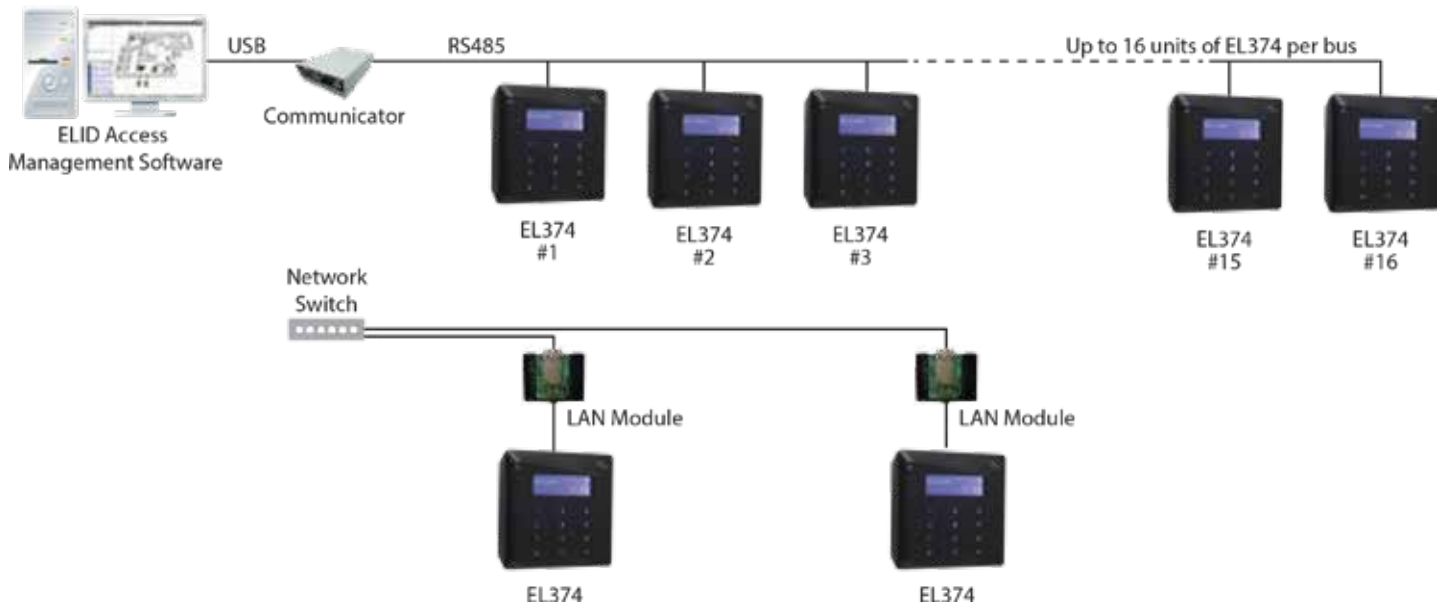 USB
RS485
Up to 16 units of EL374 per bus
Communicator
ELID Access
Management Software
EL374
#1
EL374
#2
EL374
#3
EL374
#15
EL374
#16
Network
Switch
LAN Module
LAN Module
EL374
EL374